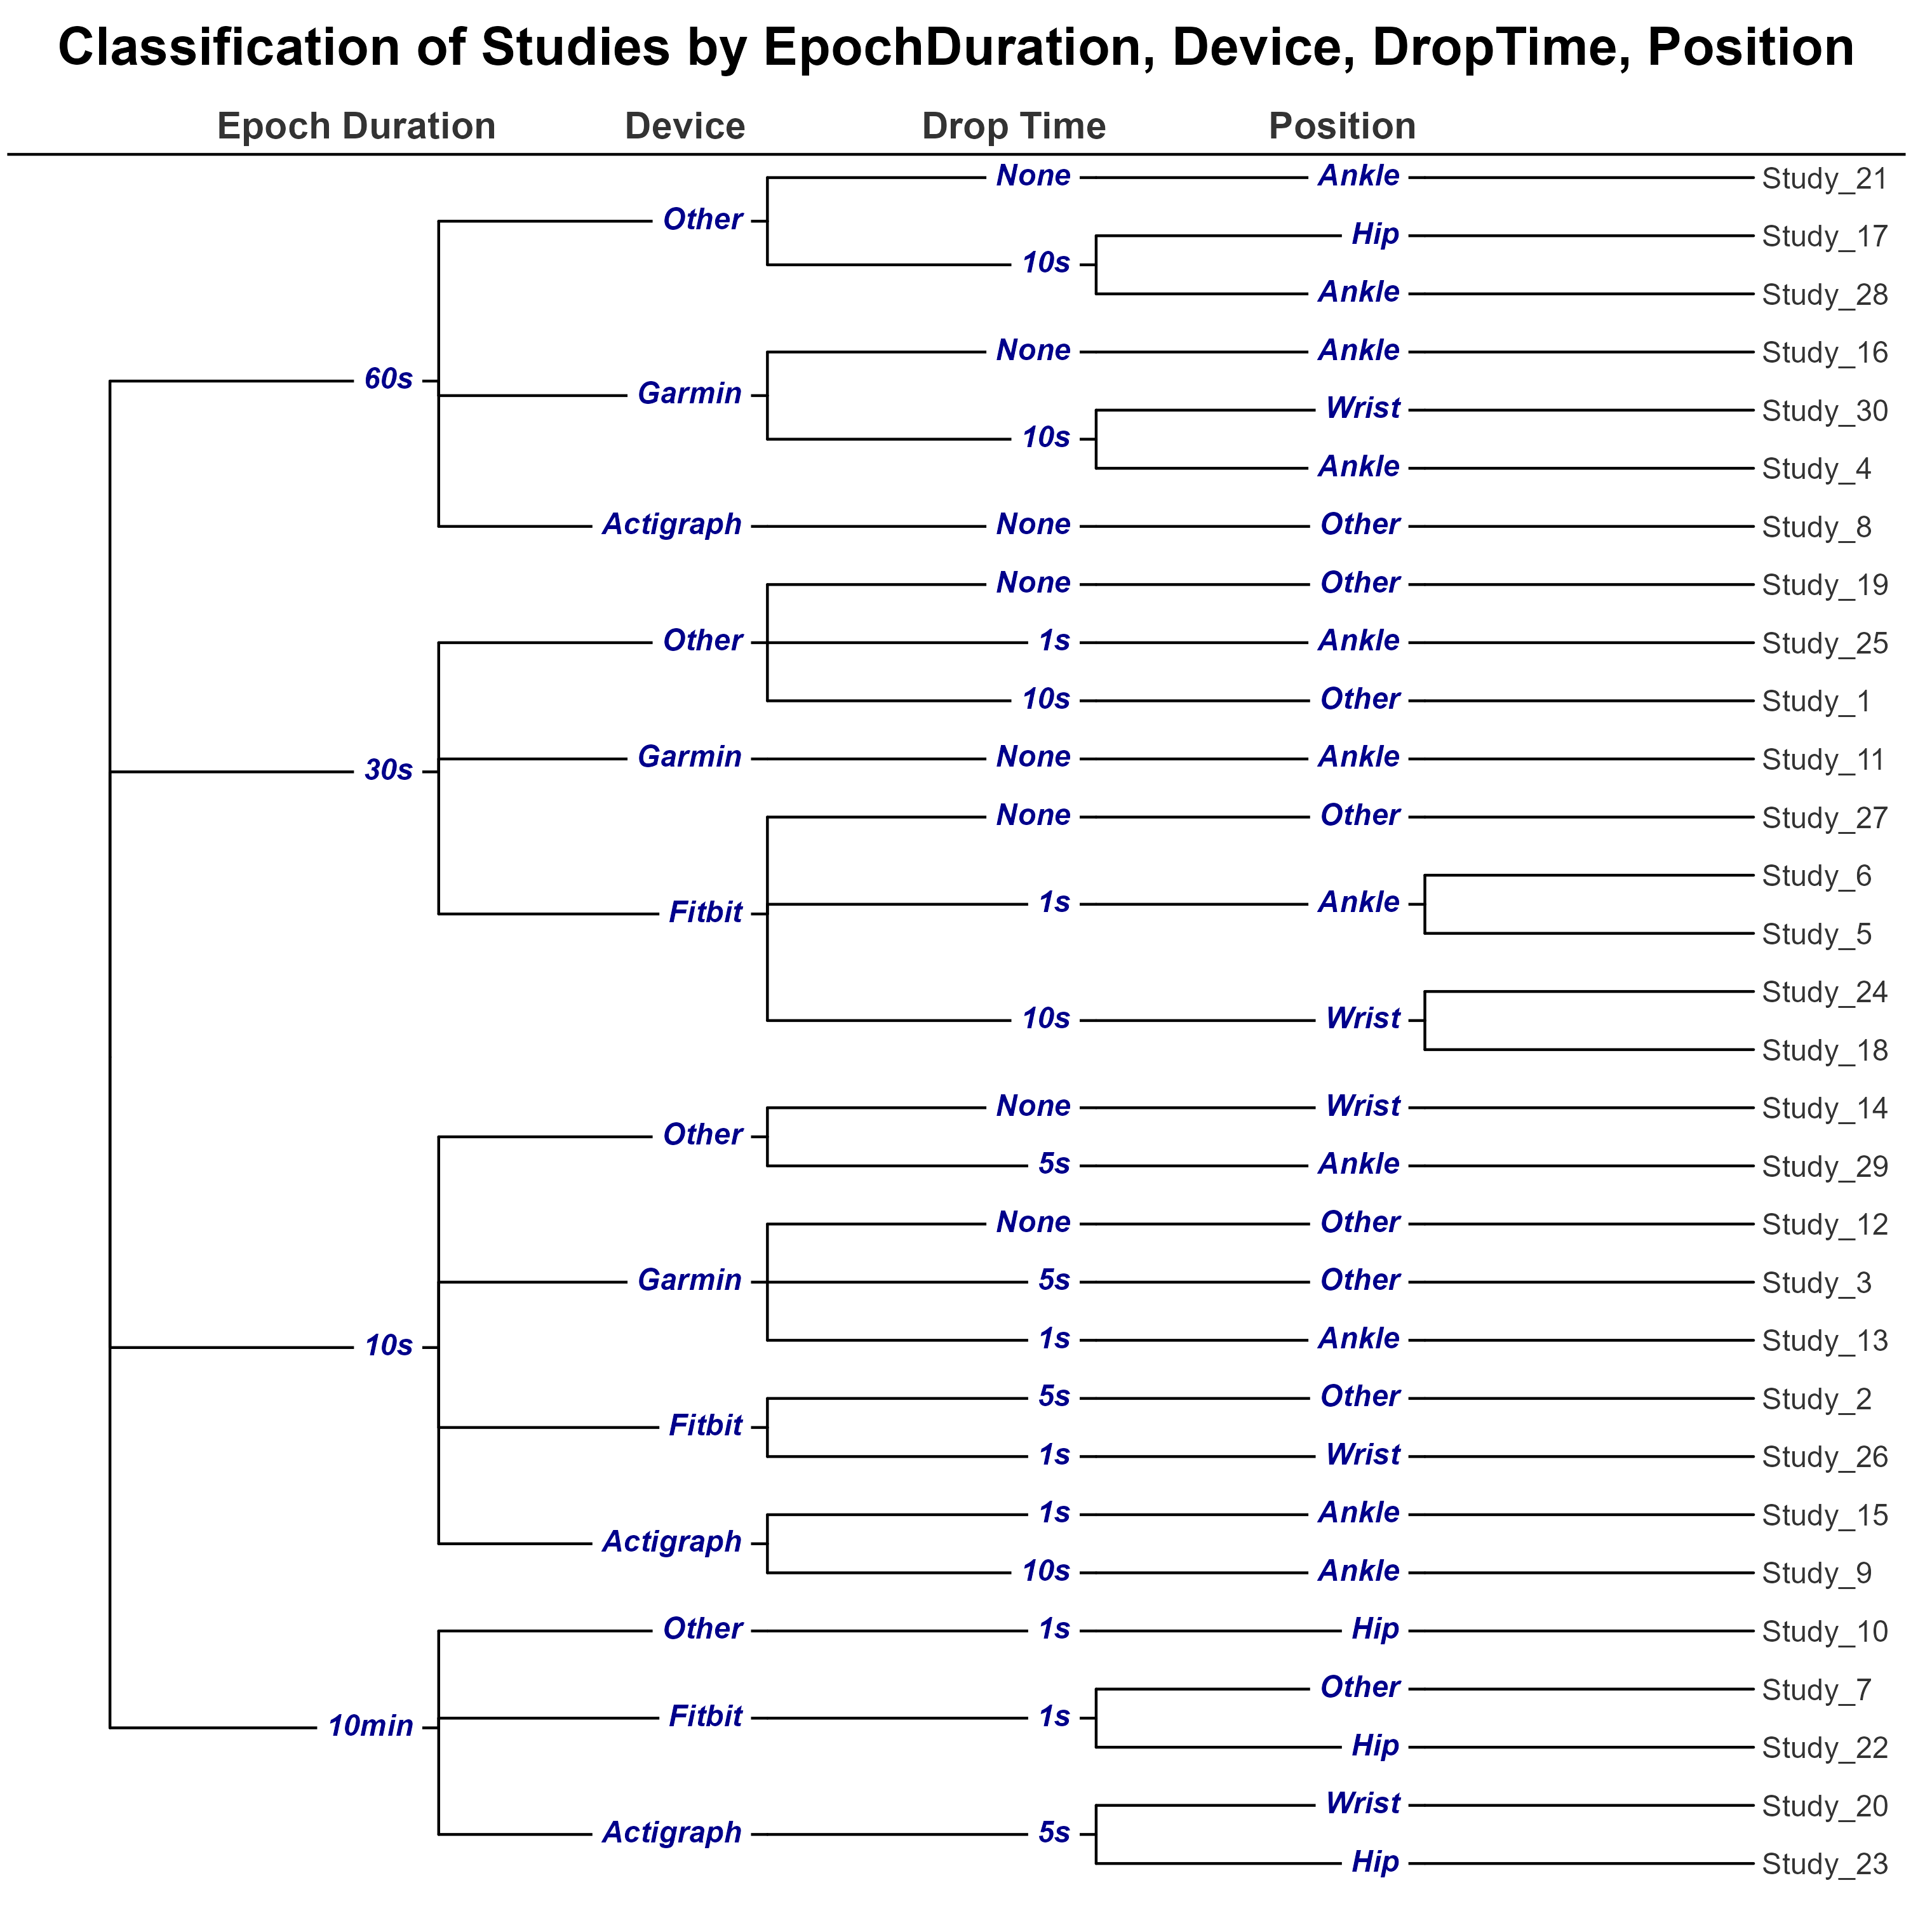 Classification of Studies by EpochDuration, Device, DropTime, Position
Epoch Duration Device Drop Time Position
None Ankle Study_21
Other
Hip Study_17
10s
Ankle Study_28
None Ankle Study_16
60s
Garmin
Wrist Study_30
10s
Ankle Study_4
Actigraph None Other Study_8
None Other Study_19
Other 1s Ankle Study_25
10s Other Study_1
Garmin None Ankle Study_11
30s
None Other Study_27
Study_6
1s Ankle
Fitbit
Study_5
Study_24
10s Wrist
Study_18
None Wrist Study_14
Other
5s Ankle Study_29
None Other Study_12
Garmin 5s Other Study_3
1s Ankle Study_13
10s
5s Other Study_2
Fitbit
1s Wrist Study_26
1s Ankle Study_15
Actigraph
10s Ankle Study_9
Other 1s Hip Study_10
Other Study_7
Fitbit 1s
10min
Hip Study_22
Wrist Study_20
Actigraph 5s
Hip Study_23